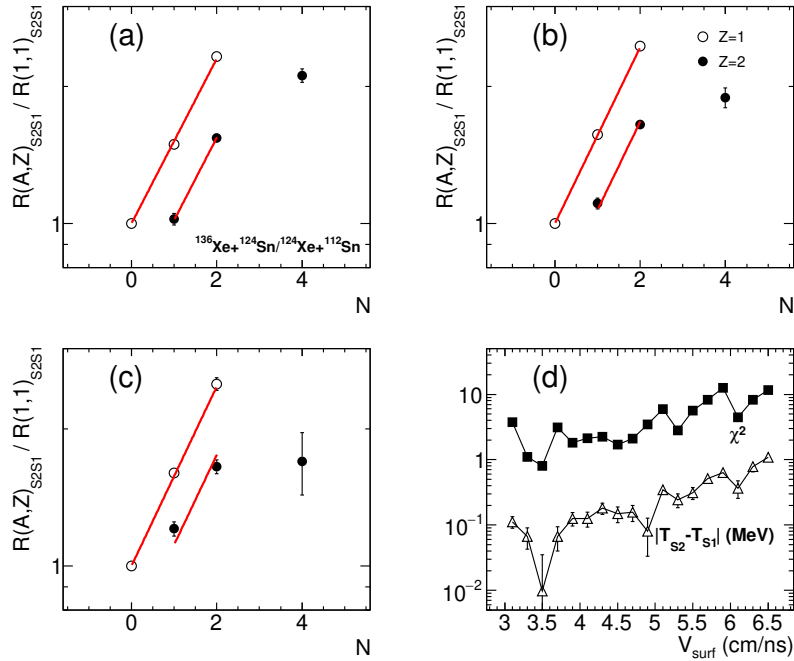 R(A,Z)S2S1 / R(1,1)S2S1
(a)
1
136Xe+124Sn/124Xe+112Sn
0 2 4
N
R(A,Z)S2S1 / R(1,1)S2S1
(b)
Z=1
Z=2
1
0 2 4
N
R(A,Z)S2S1 / R(1,1)S2S1
(c)
1
0 2 4
N
(d)
10
χ2
1
10−1
|TS2-TS1| (MeV)
10−2
3 3.5 4 4.5 5 5.5 6 6.5
Vsurf (cm/ns)